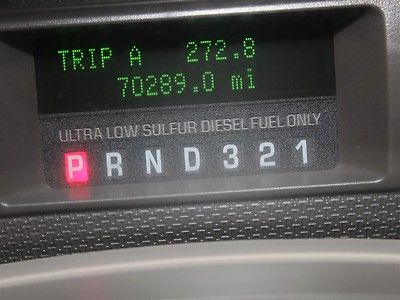 TRIP A 272.8
70289.0 mi
ULTRA LOW SULFUR DIESEL FUEL ONLY
P R N D 3 2 1